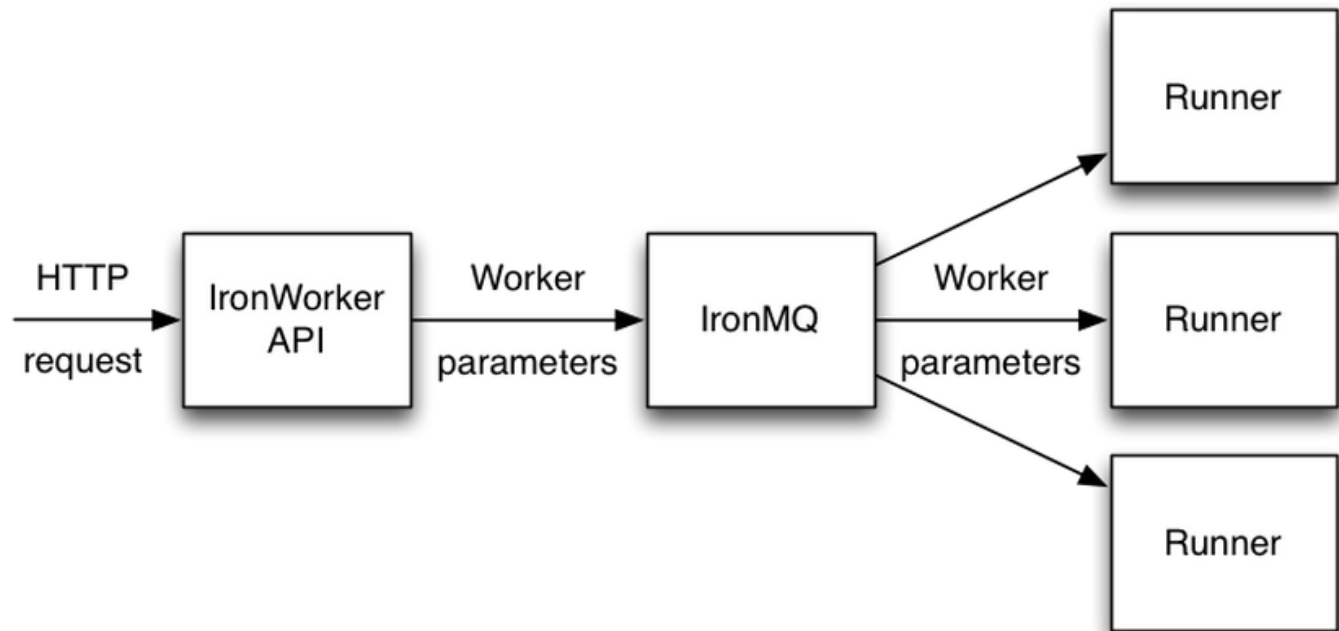 Runner
HTTP
request
IronWorker
API
Worker
parameters
IronMQ
Worker
parameters
Runner
Runner